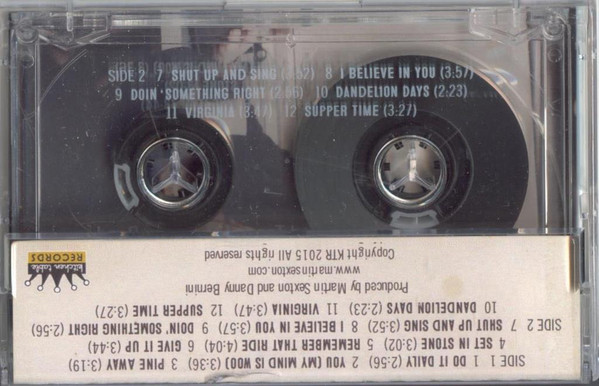 SIDE 2 7 SHUT UP AND SING (3:52) 8 I BELIEVE IN YOU (3:57)
9 DOIN' SOMETHING RIGHT (2:56) 10 DANDELION DAYS (2:23)
11 VIRGINIA (3:47) 12 SUPPER TIME (3:27)
SIDE 1 1 DO IT DAILY (2:56) 2 YOU (MY MIND IS WOO) (3:36) 3 PINE AWAY (3:19)
4 SET IN STONE (3:02) 5 REMEMBER THAT RIDE (4:04) 6 GIVE IT UP (3:44)
SIDE 2 7 SHUT UP AND SING (3:52) 8 I BELIEVE IN YOU (3:57) 9 DOIN' SOMETHING RIGHT (2:56)
10 DANDELION DAYS (2:23) 11 VIRGINIA (3:47) 12 SUPPER TIME (3:27)
Produced by Martin Sexton and Danny Bernini
www.martinsexton.com
Copyright KTR 2015 All rights reserved
kitchen table
RECORDS